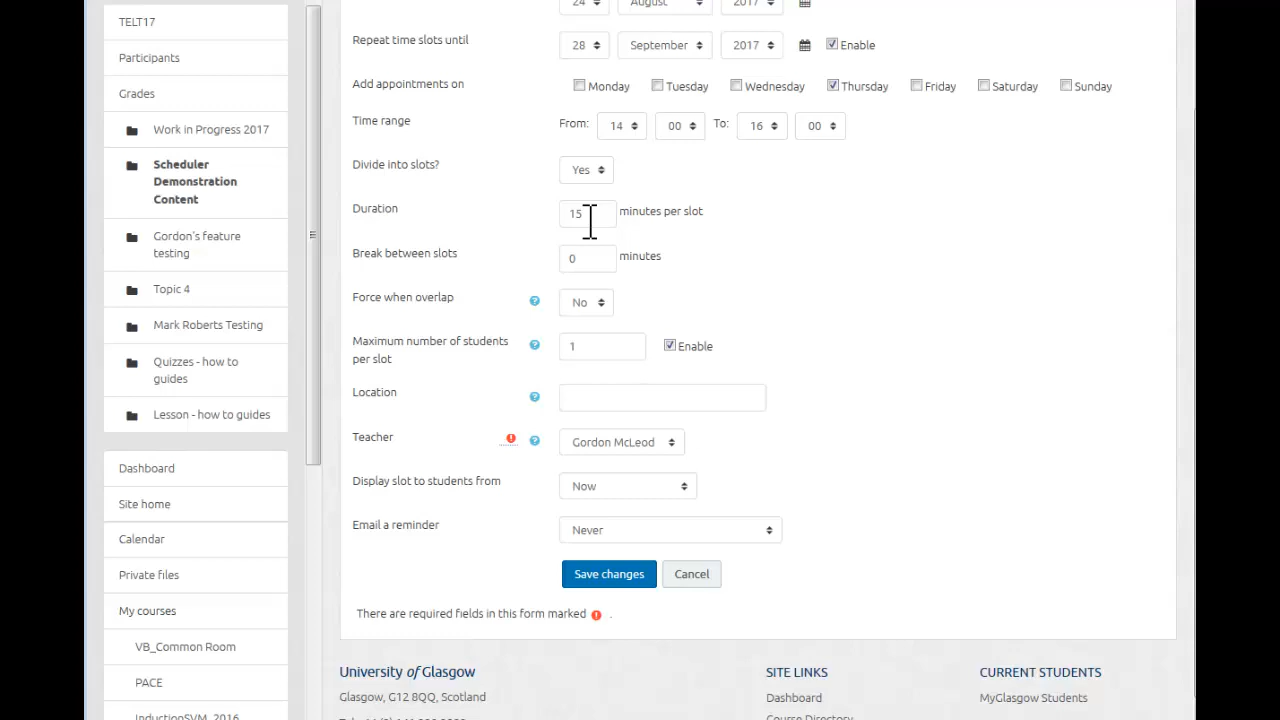 TELT17
Participants
Grades
Work in Progress 2017
Scheduler
Demonstration
Content
Gordon's feature
testing
Topic 4
Mark Roberts Testing
Quizzes - how to
guides
Lesson - how to guides
Dashboard
Site home
Calendar
Private files
My courses
VB_Common Room
PACE
InductionSVM_2016
24 August 2017
Repeat time slots until 28 September 2017 Enable
Add appointments on Monday Tuesday Wednesday Thursday Friday Saturday Sunday
Time range From: 14 00 To: 16 00
Divide into slots? Yes
Duration 15 minutes per slot
Break between slots 0 minutes
Force when overlap ? No
Maximum number of students
per slot ? 1 Enable
Location ?
Teacher ! ? Gordon McLeod
Display slot to students from Now
Email a reminder Never
Save changes Cancel
There are required fields in this form marked ! .
University of Glasgow
Glasgow, G12 8QQ, Scotland
SITE LINKS
Dashboard
Course Directory
CURRENT STUDENTS
MyGlasgow Students